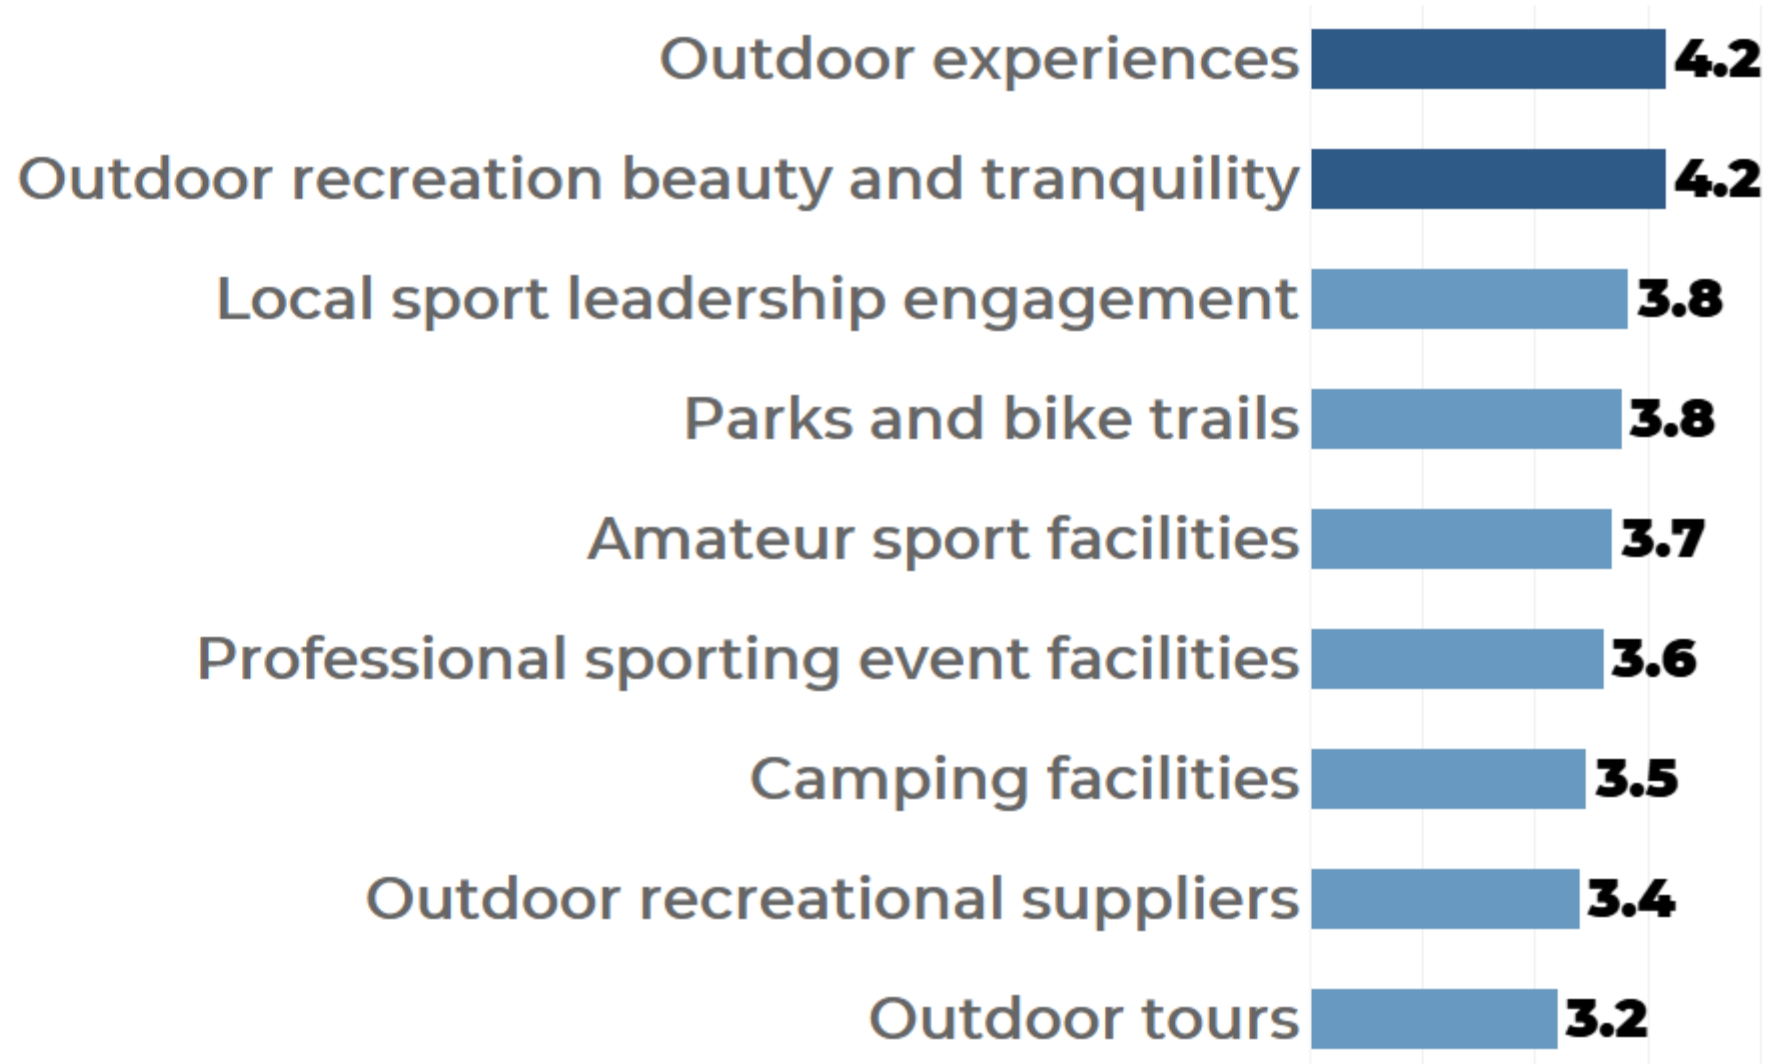 Outdoor experiences 4.2
Outdoor recreation beauty and tranquility 4.2
Local sport leadership engagement 3.8
Parks and bike trails 3.8
Amateur sport facilities 3.7
Professional sporting event facilities 3.6
Camping facilities 3.5
Outdoor recreational suppliers 3.4
Outdoor tours 3.2